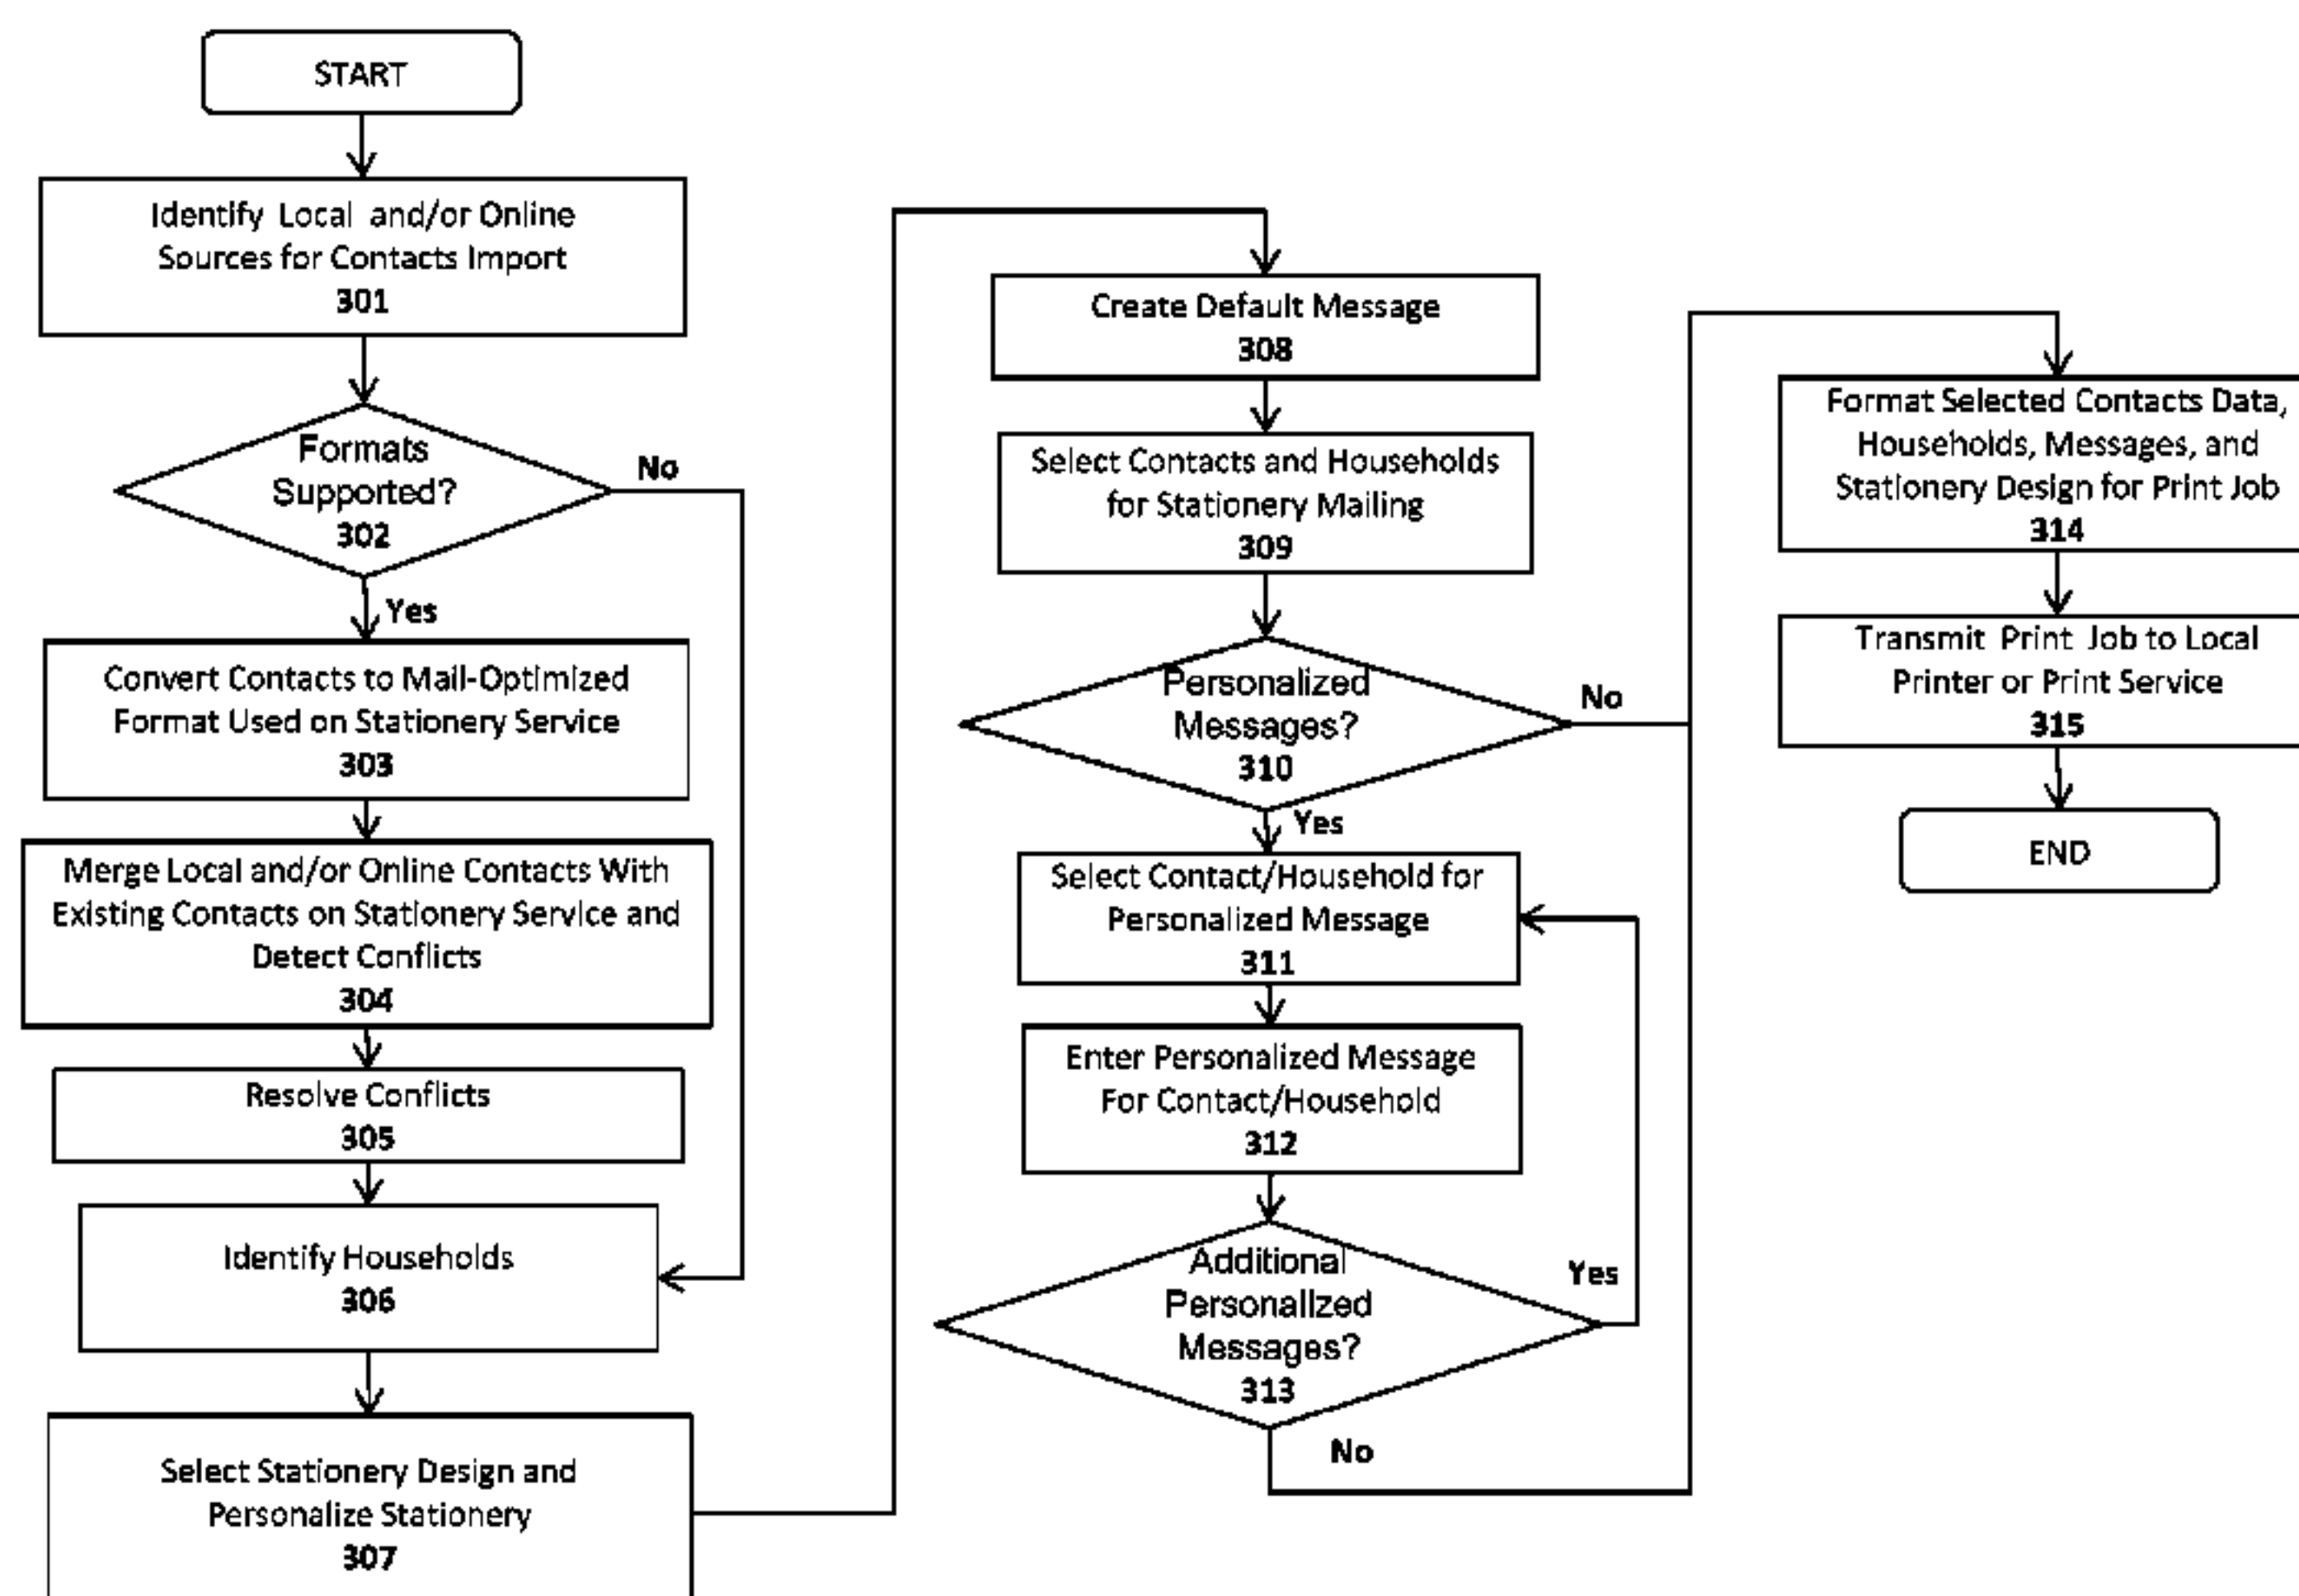 START
Identify Local and/or Online
Sources for Contacts Import
301
Formats
Supported?
302
No
Yes
Convert Contacts to Mail-Optimized
Format Used on Stationery Service
303
Merge Local and/or Online Contacts With
Existing Contacts on Stationery Service and
Detect Conflicts
304
Resolve Conflicts
305
Identify Households
306
Select Stationery Design and
Personalize Stationery
307
Create Default Message
308
Select Contacts and Households
for Stationery Mailing
309
Personalized
Messages?
310
No
Yes
Select Contact/Household for
Personalized Message
311
Enter Personalized Message
For Contact/Household
312
Additional
Personalized
Messages?
313
Yes
No
Format Selected Contacts Data,
Households, Messages, and
Stationery Design for Print Job
314
Transmit Print Job to Local
Printer or Print Service
315
END